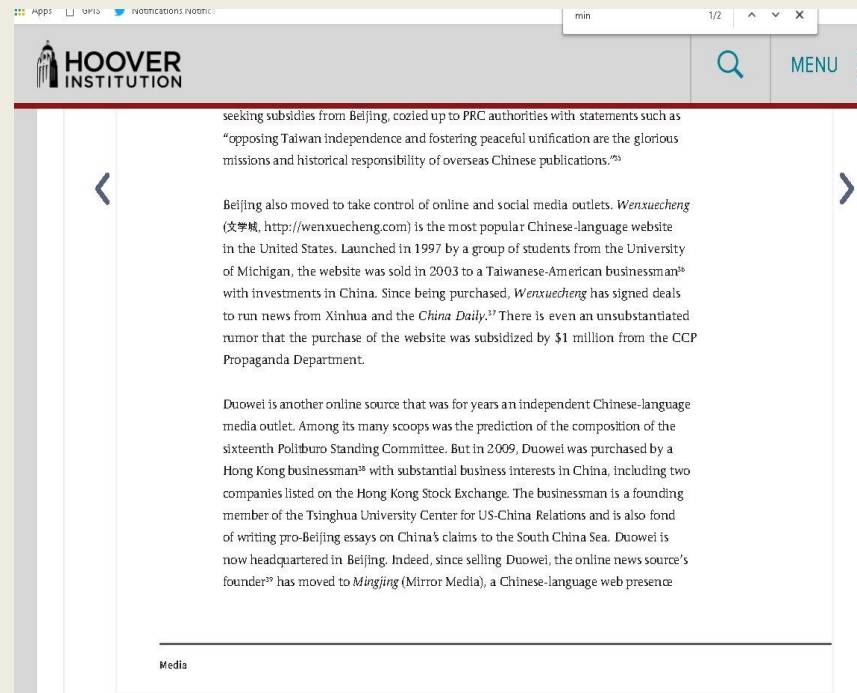 Apps GPIS Notifications Notific
min 1/2
HOOVER
INSTITUTION
MENU
seeking subsidies from Beijing, cozied up to PRC authorities with statements such as
“opposing Taiwan independence and fostering peaceful unification are the glorious
missions and historical responsibility of overseas Chinese publications.”³⁵
Beijing also moved to take control of online and social media outlets. Wenxuecheng
(文学城, http://wenxuecheng.com) is the most popular Chinese-language website
in the United States. Launched in 1997 by a group of students from the University
of Michigan, the website was sold in 2003 to a Taiwanese-American businessman³⁶
with investments in China. Since being purchased, Wenxuecheng has signed deals
to run news from Xinhua and the China Daily.³⁷ There is even an unsubstantiated
rumor that the purchase of the website was subsidized by $1 million from the CCP
Propaganda Department.
Duowei is another online source that was for years an independent Chinese-language
media outlet. Among its many scoops was the prediction of the composition of the
sixteenth Politburo Standing Committee. But in 2009, Duowei was purchased by a
Hong Kong businessman³⁸ with substantial business interests in China, including two
companies listed on the Hong Kong Stock Exchange. The businessman is a founding
member of the Tsinghua University Center for US-China Relations and is also fond
of writing pro-Beijing essays on China’s claims to the South China Sea. Duowei is
now headquartered in Beijing. Indeed, since selling Duowei, the online news source’s
founder³⁹ has moved to Mingjing (Mirror Media), a Chinese-language web presence
Media